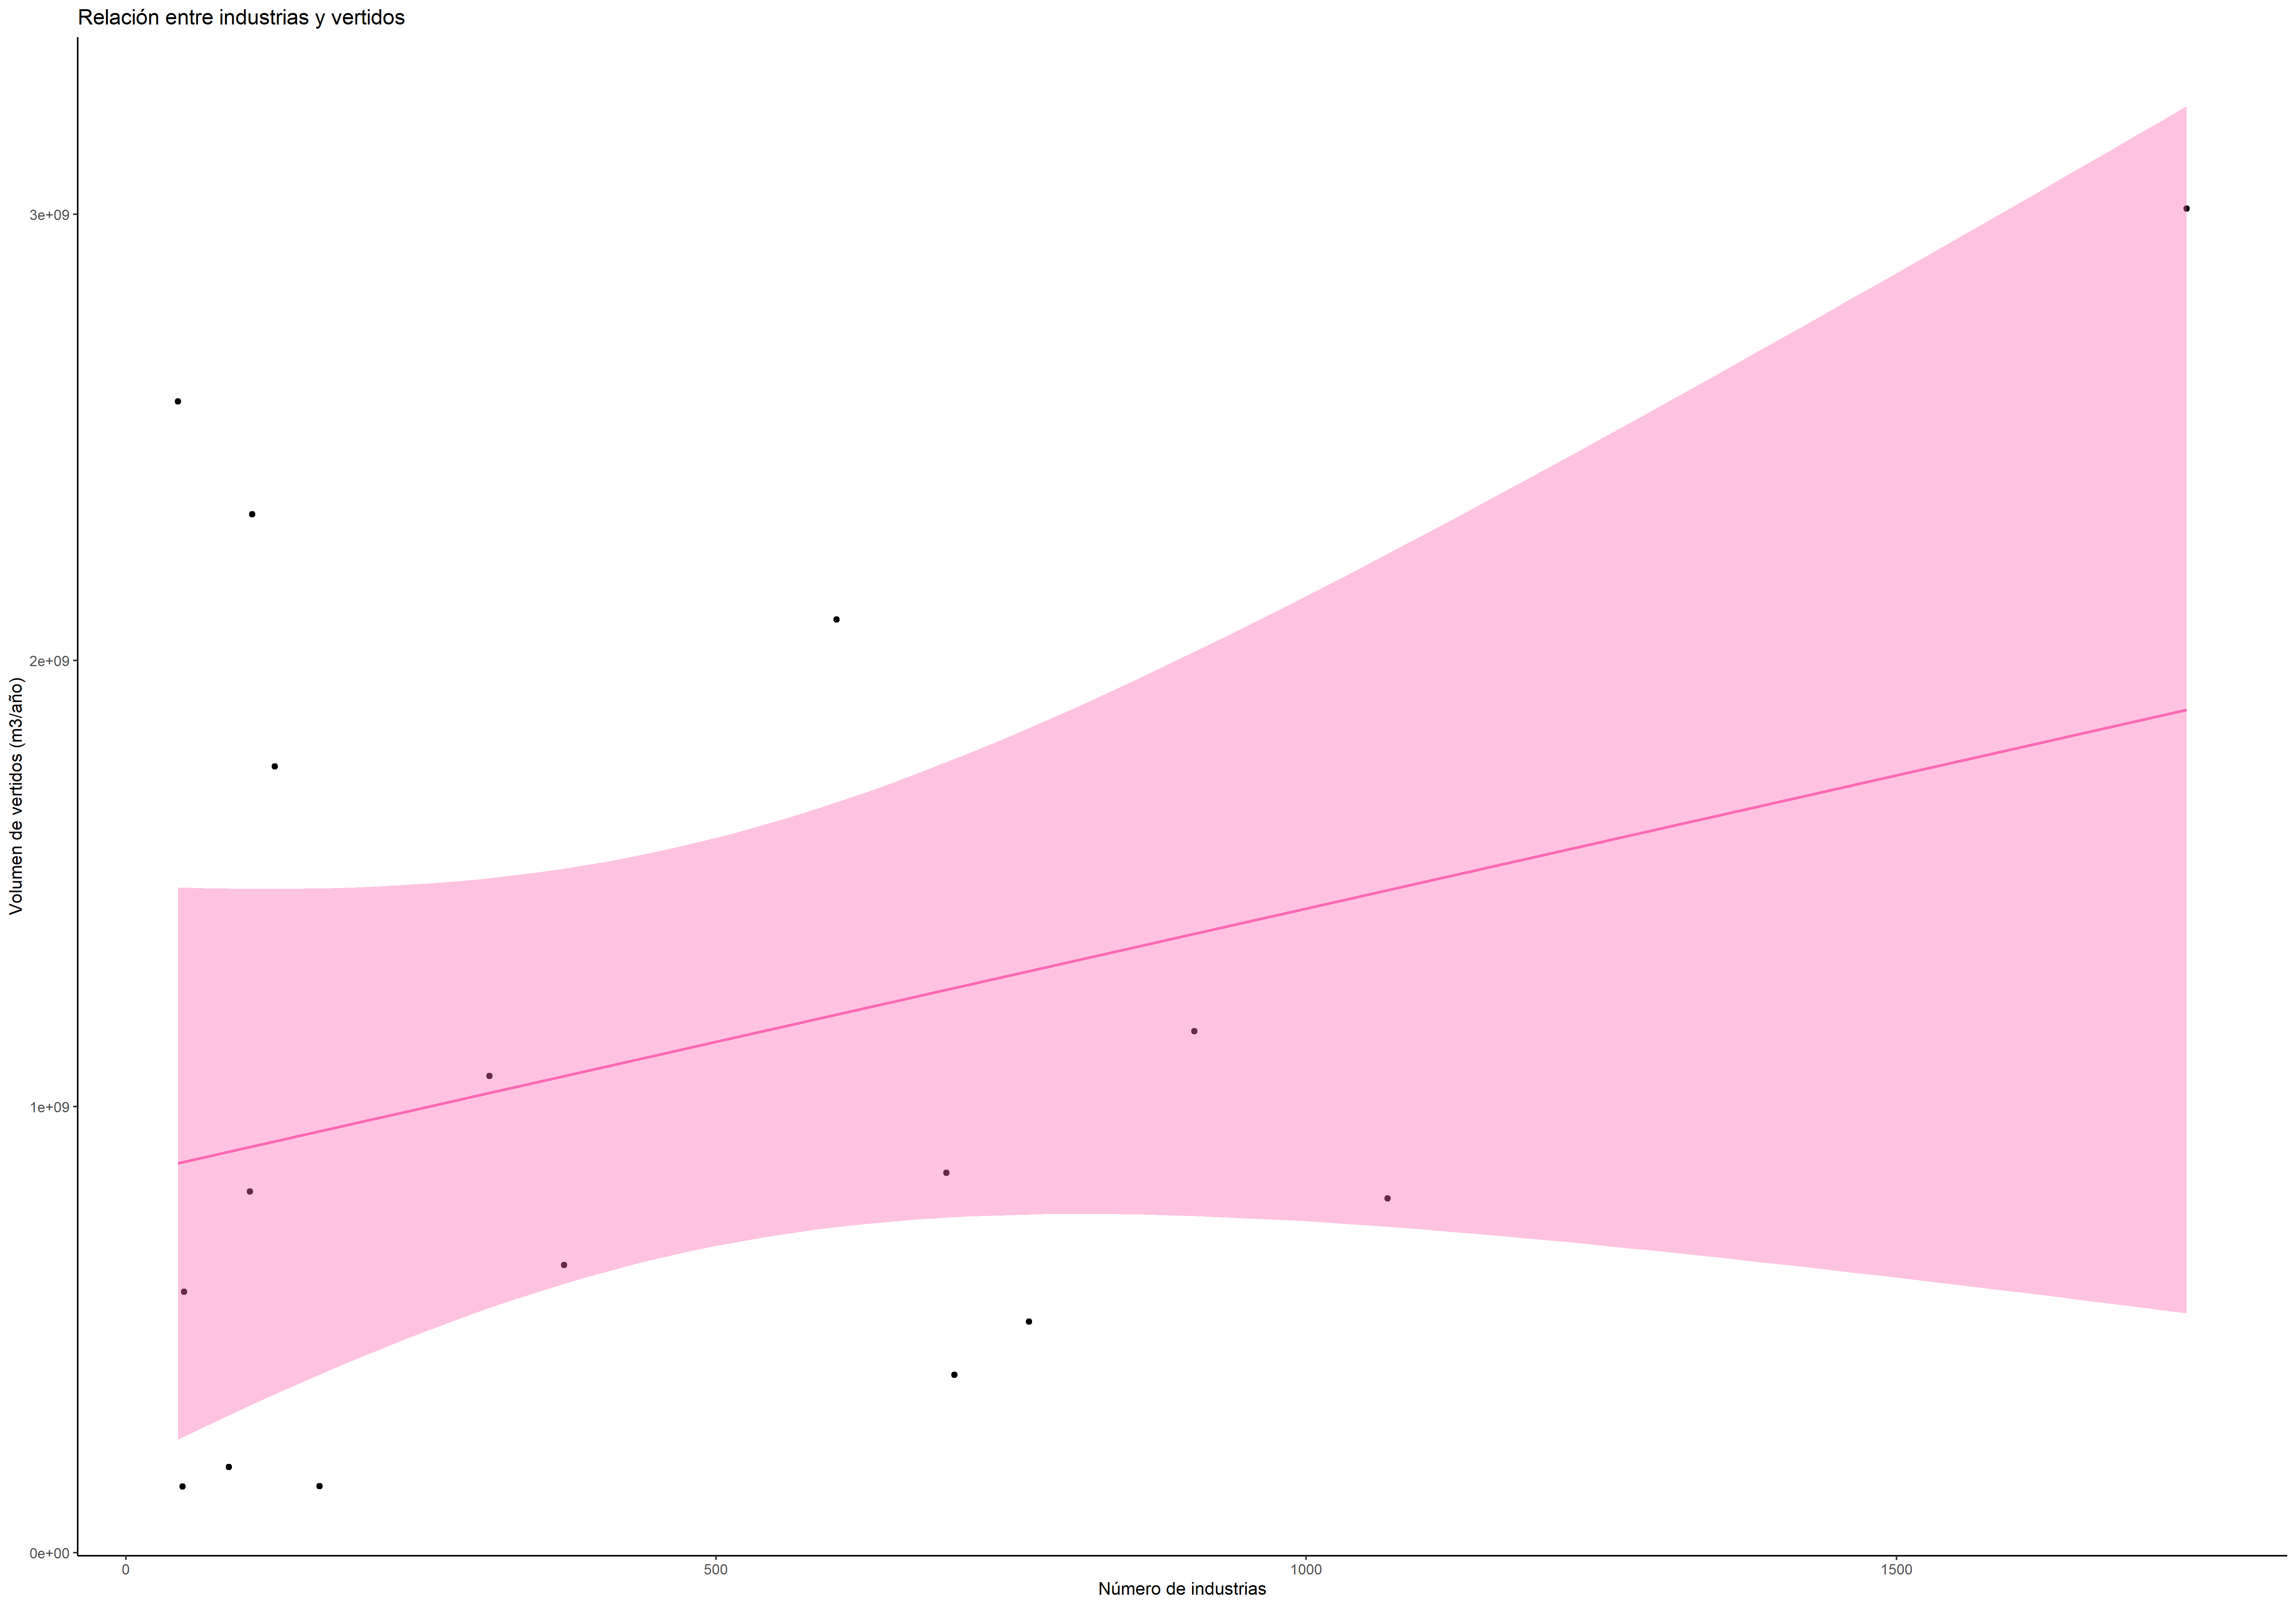 Relación entre industrias y vertidos
Volumen de vertidos (m3/año)
3e+09
2e+09
1e+09
0e+00
0
500
1000
1500
Número de industrias